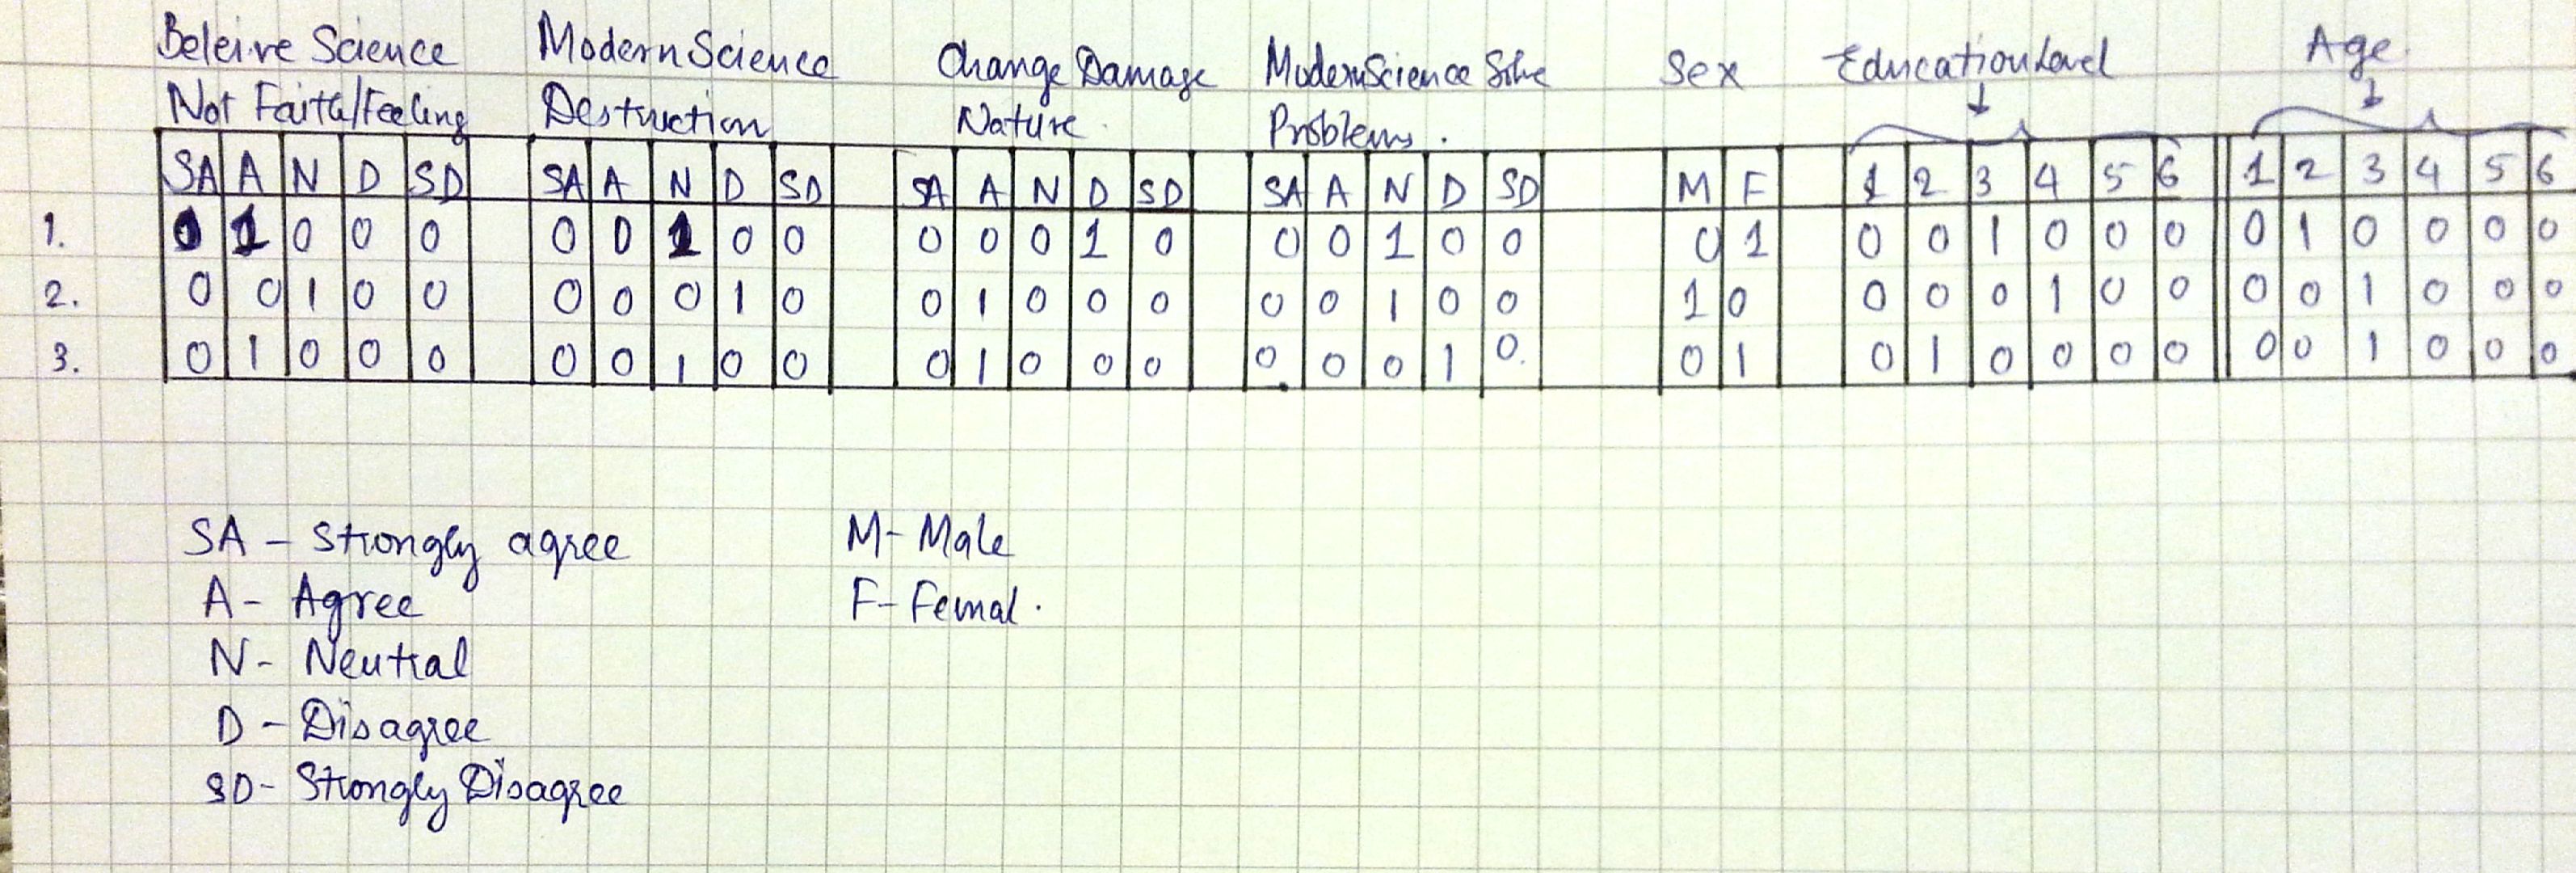 Beleive Science Modern Science Change Damage Modern Science Solve Sex Education Level Age.
Not Faith/Feeling Destruction Nature. Problems.
SA A N D SD SA A N D SD SA A N D SD SA A N D SD M F 1 2 3 4 5 6 1 2 3 4 5 6
1. 0 1 0 0 0 0 0 1 0 0 0 0 0 1 0 0 0 1 0 0 0 1 0 0 1 0 0 0 0 1 0 0 0 0
2. 0 0 1 0 0 0 0 0 1 0 0 1 0 0 0 0 0 1 0 0 1 0 0 0 0 1 0 0 0 0 1 0 0 0
3. 0 1 0 0 0 0 0 1 0 0 0 1 0 0 0 0 0 0 1 0. 0 1 0 1 0 0 0 0 0 0 1 0 0 0
SA - Strongly agree M- Male
A- Agree F- Femal.
N- Neutral
D - Disagree
SD- Strongly Disagree